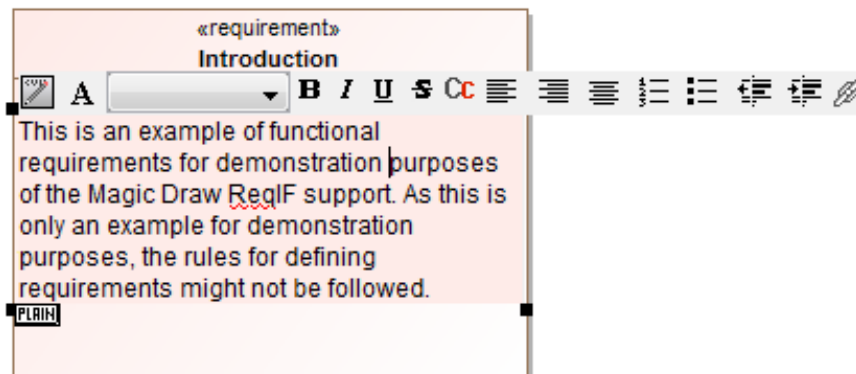 «requirement»
Introduction
A B I U S Cc
This is an example of functional
requirements for demonstration purposes
of the Magic Draw ReqIF support. As this is
only an example for demonstration
purposes, the rules for defining
requirements might not be followed.
PLAIN